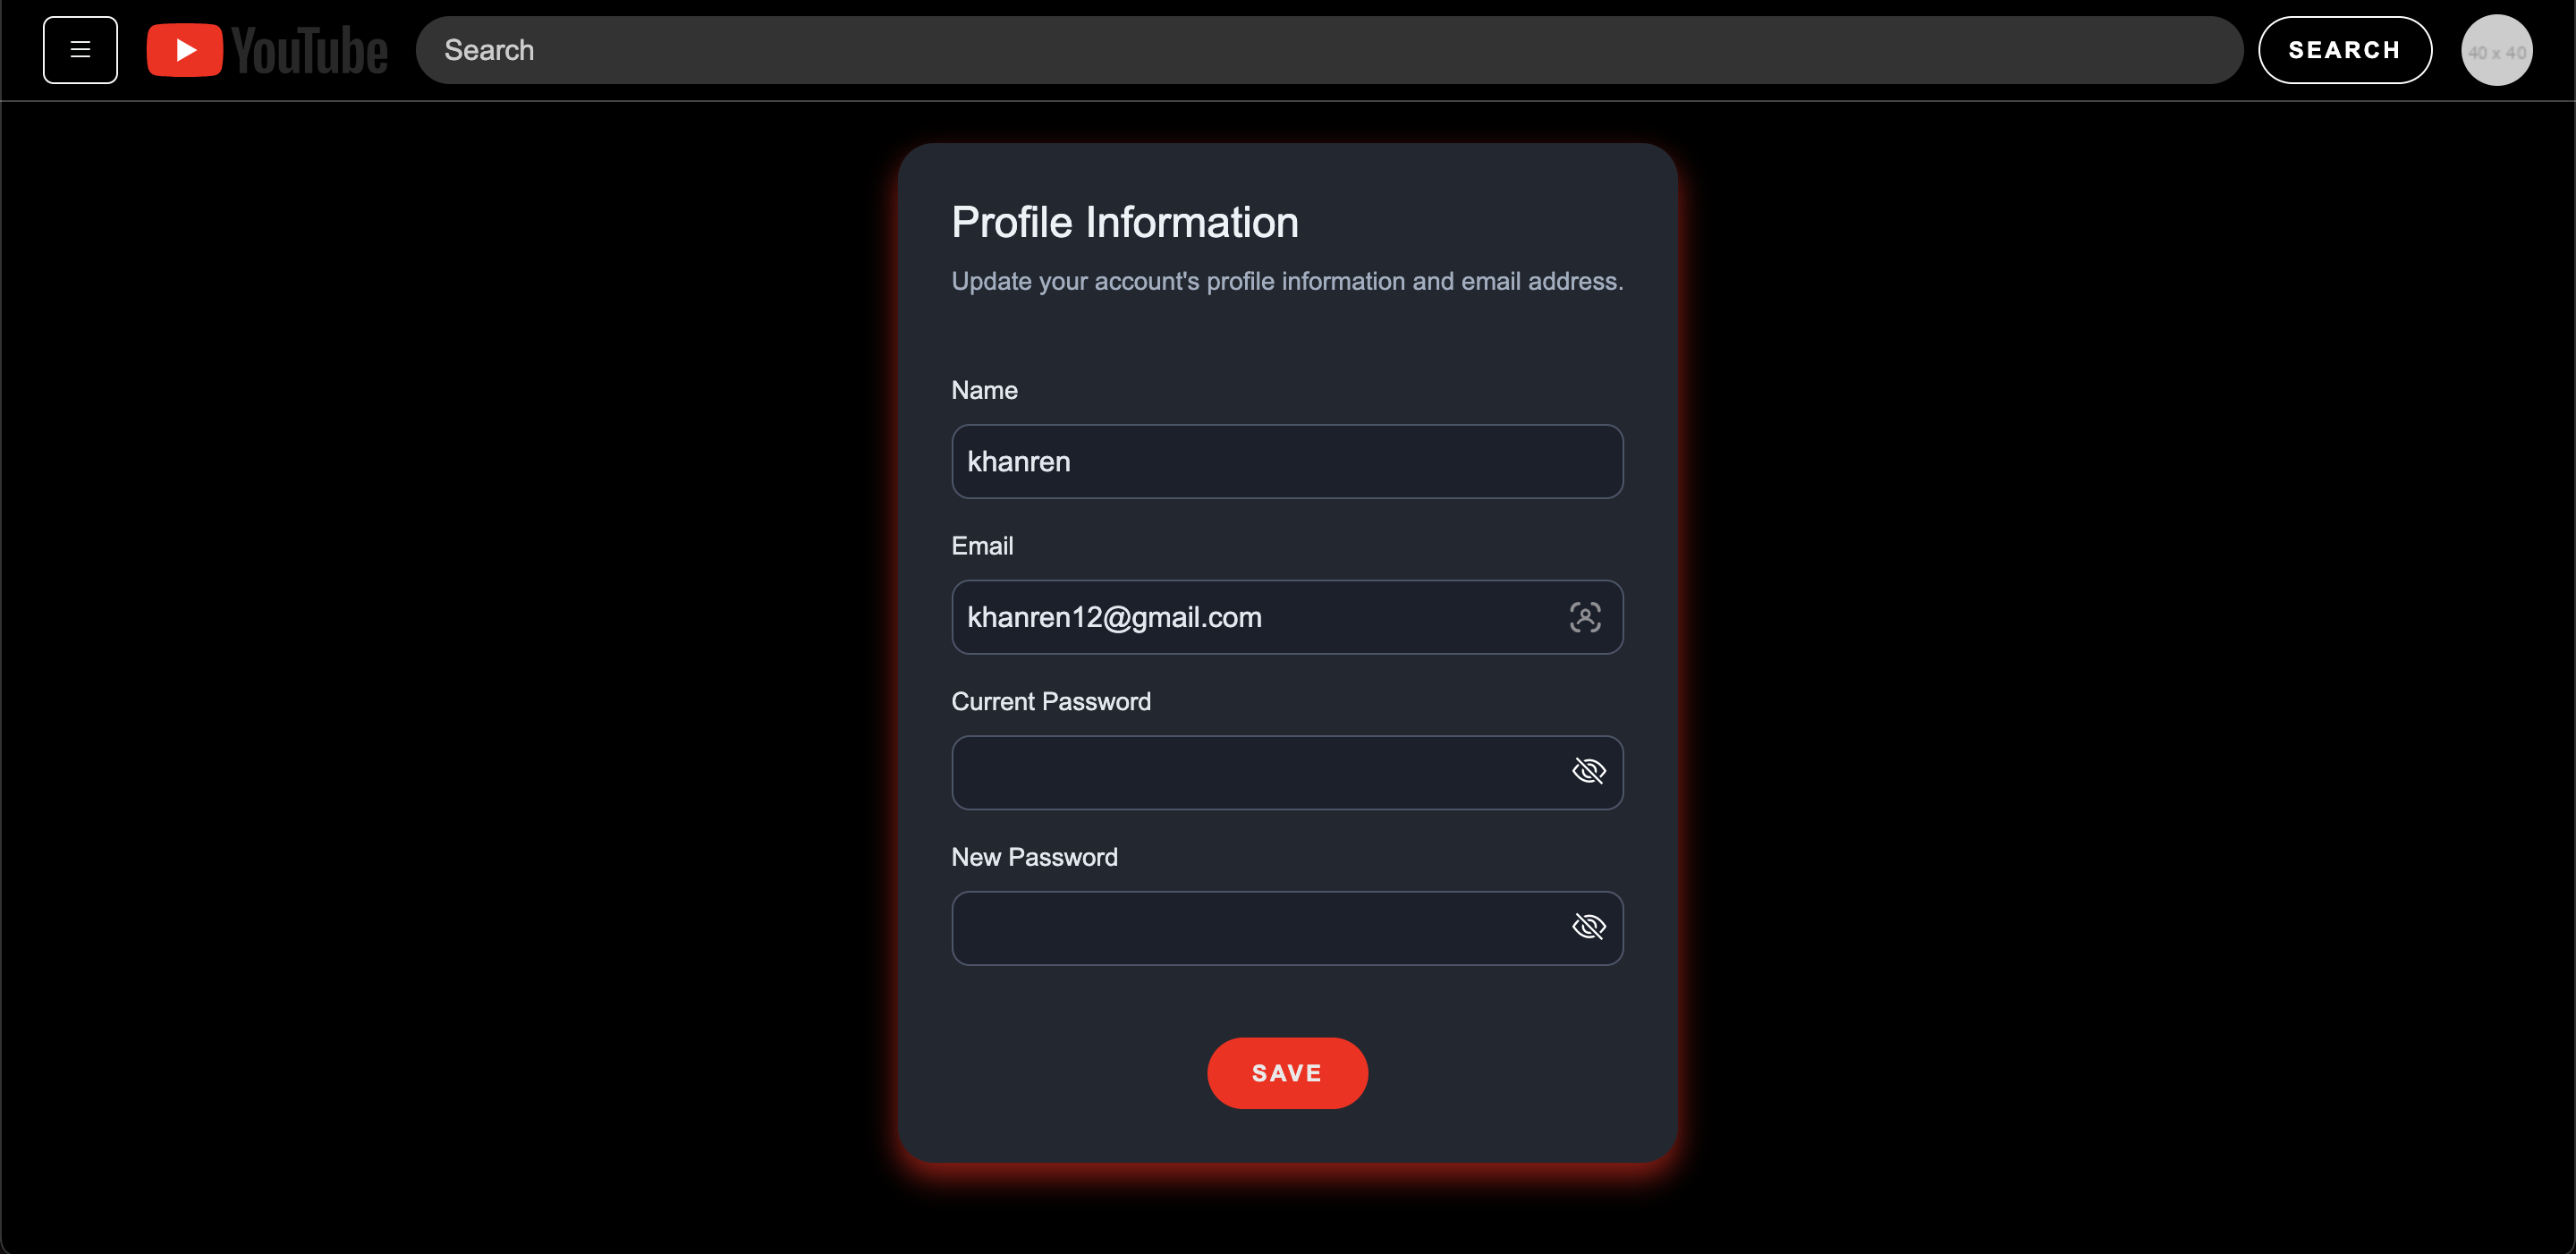 YouTube
Search
SEARCH
40 x 40
Profile Information
Update your account's profile information and email address.
Name
khanren
Email
khanren12@gmail.com
Current Password
New Password
SAVE